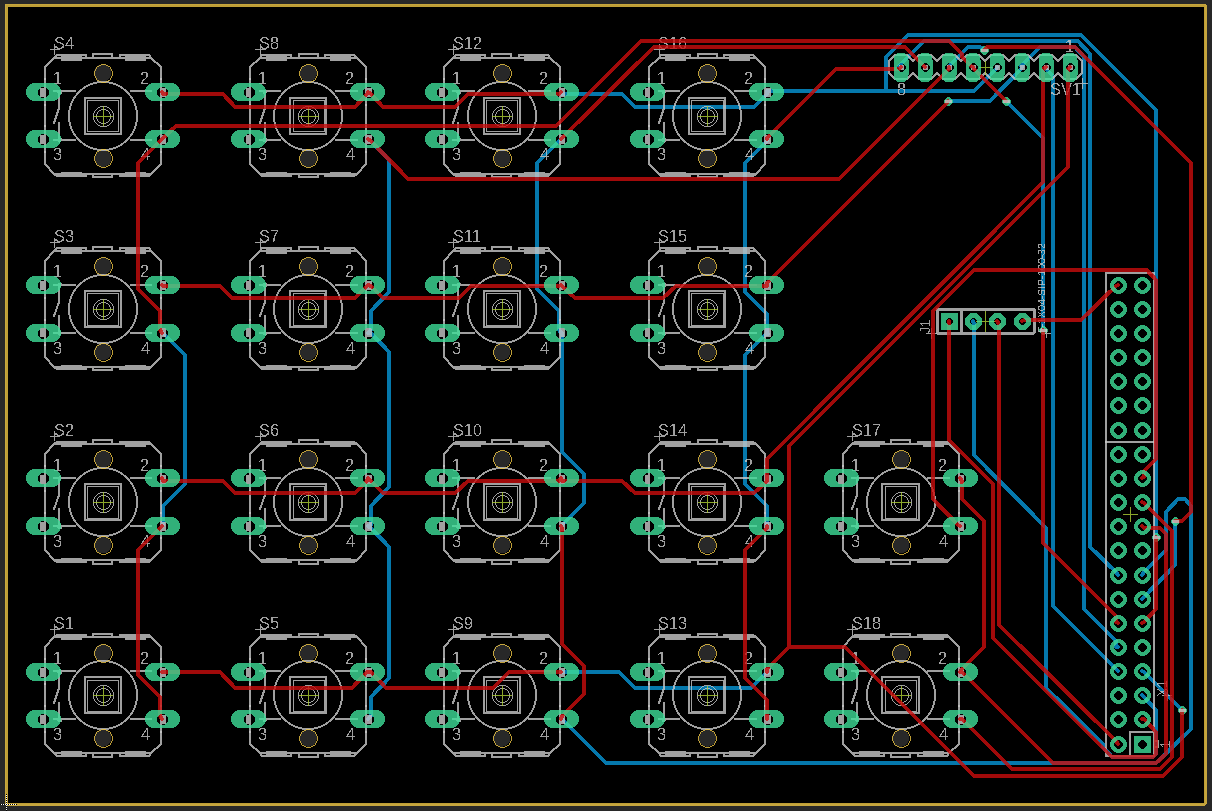 S4 S8 S12 S16 1
1 2 1 2 1 2 1 2
8 SV1
3 4 3 4 3 4 3 4
S3 S7 S11 S15
1 2 1 2 1 2 1 2
J1
3 4 3 4 3 4 3 4
S2 S6 S10 S14 S17
1 2 1 2 1 2 1 2 1 2
3 4 3 4 3 4 3 4 3 4
S1 S5 S9 S13 S18
1 2 1 2 1 2 1 2 1 2
3 4 3 4 3 4 3 4 3 4